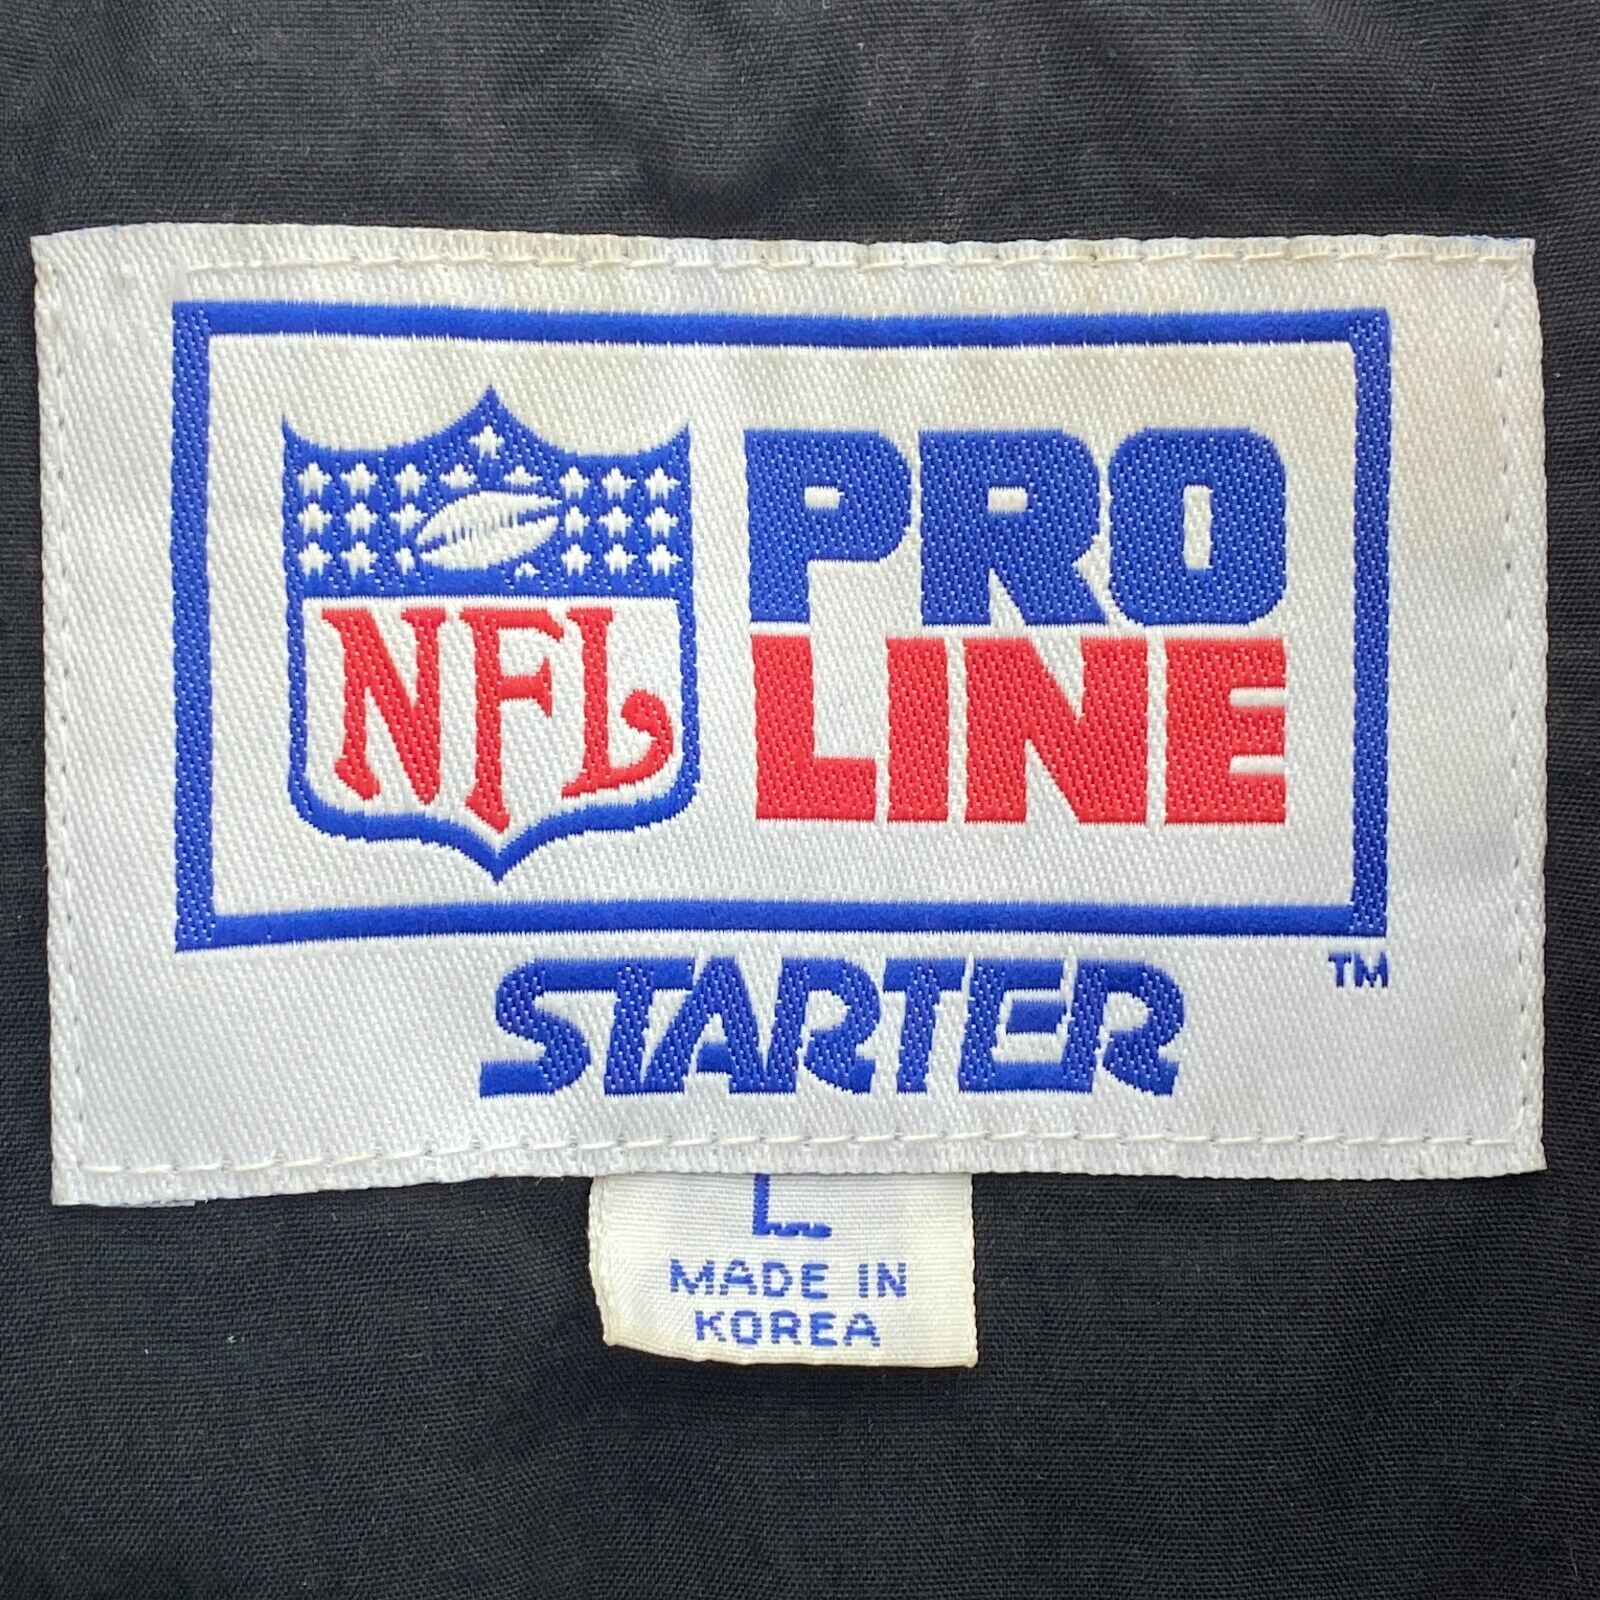 NFL
PRO
LINE
TM
STARTER
L
MADE IN
KOREA